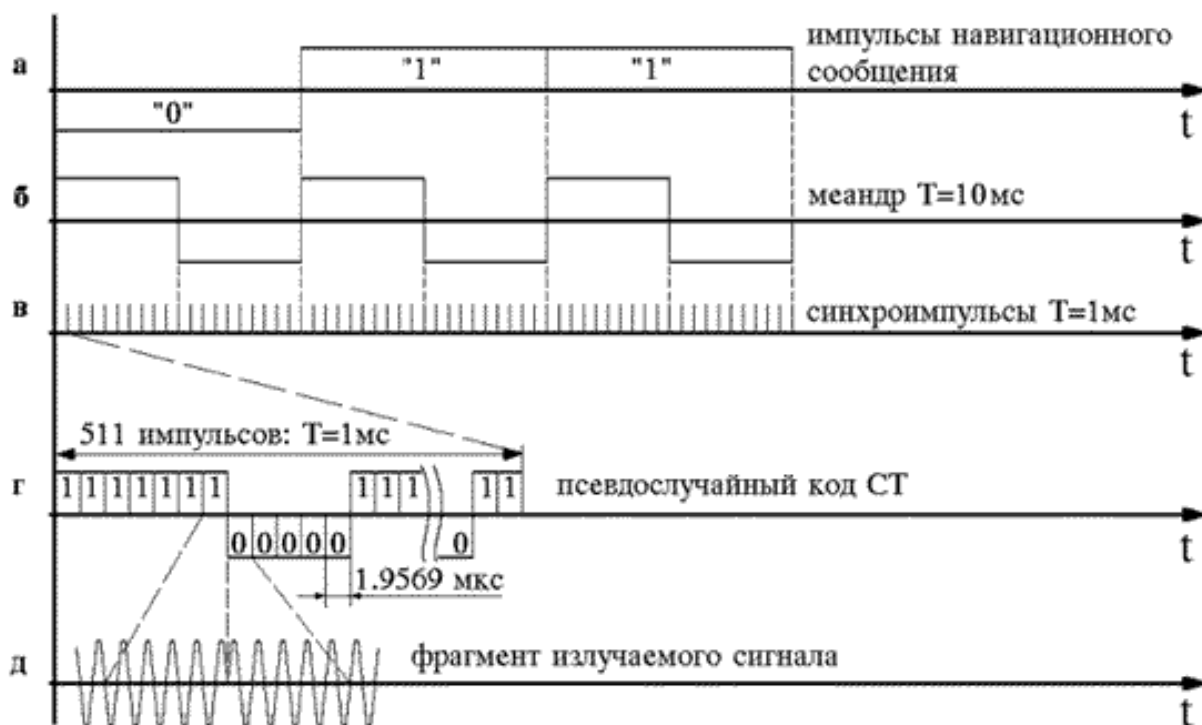 а
импульсы навигационного
сообщения
"1"
"1"
"0"
t
б
меандр Т=10мс
t
в
синхроимпульсы Т=1мс
t
511 импульсов: Т=1мс
г
1 1 1 1 1 1 1
1 1 1
1 1
псевдослучайный код СТ
0 0 0 0 0
0
t
1.9569 мкс
д
фрагмент излучаемого сигнала
t